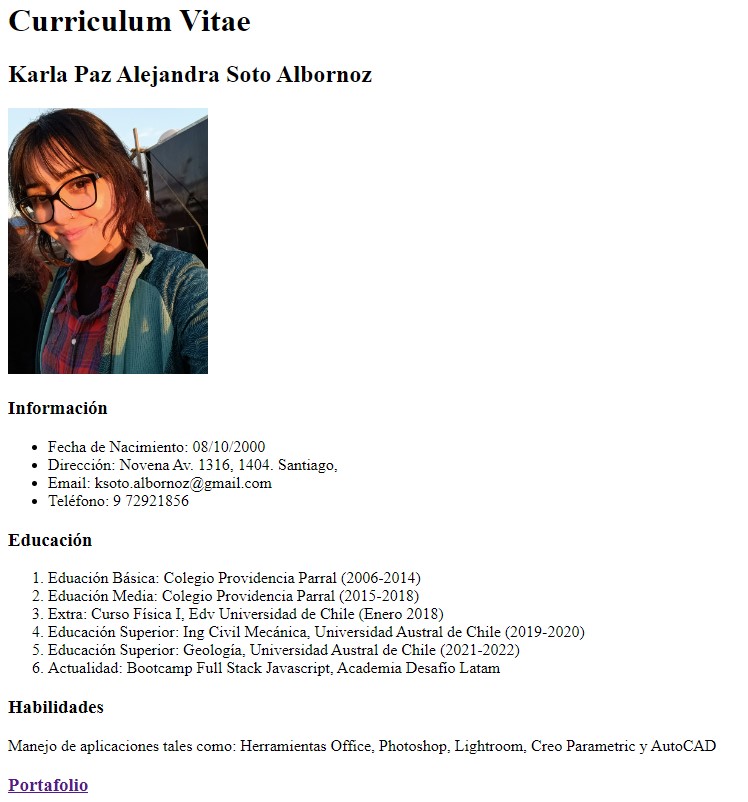 Curriculum Vitae
Karla Paz Alejandra Soto Albornoz
Información
Fecha de Nacimiento: 08/10/2000
Dirección: Novena Av. 1316, 1404. Santiago,
Email: ksoto.albornoz@gmail.com
Teléfono: 9 72921856
Educación
1. Eduación Básica: Colegio Providencia Parral (2006-2014)
2. Eduación Media: Colegio Providencia Parral (2015-2018)
3. Extra: Curso Física I, Edv Universidad de Chile (Enero 2018)
4. Educación Superior: Ing Civil Mecánica, Universidad Austral de Chile (2019-2020)
5. Educación Superior: Geología, Universidad Austral de Chile (2021-2022)
6. Actualidad: Bootcamp Full Stack Javascript, Academia Desafío Latam
Habilidades
Manejo de aplicaciones tales como: Herramientas Office, Photoshop, Lightroom, Creo Parametric y AutoCAD
Portafolio